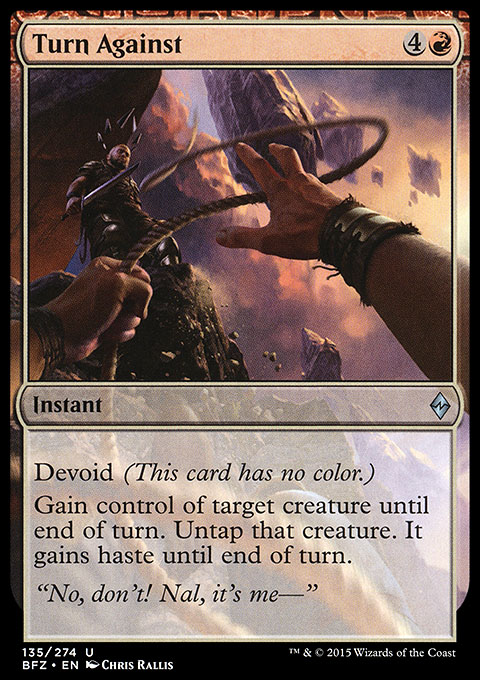 Turn Against 4
Instant
Devoid (This card has no color.)
Gain control of target creature until
end of turn. Untap that creature. It
gains haste until end of turn.
“No, don’t! Nal, it’s me—”
135/274 U
BFZ • EN Chris Rallis
™ & © 2015 Wizards of the Coast